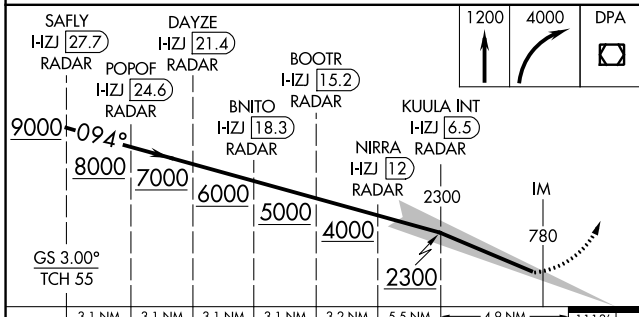 SAFLY
I-IZJ 27.7
RADAR
POPOF
I-IZJ 24.6
RADAR
DAYZE
I-IZJ 21.4
RADAR
BNITO
I-IZJ 18.3
RADAR
BOOTR
I-IZJ 15.2
RADAR
NIRRA
I-IZJ 12
RADAR
KUULA INT
I-IZJ 6.5
RADAR
1200
4000
DPA
9000
094°
8000
7000
6000
5000
4000
2300
2300
IM
780
GS 3.00°
TCH 55
3.1 NM
3.1 NM
3.1 NM
3.1 NM
3.2 NM
5.5 NM
4.9 NM